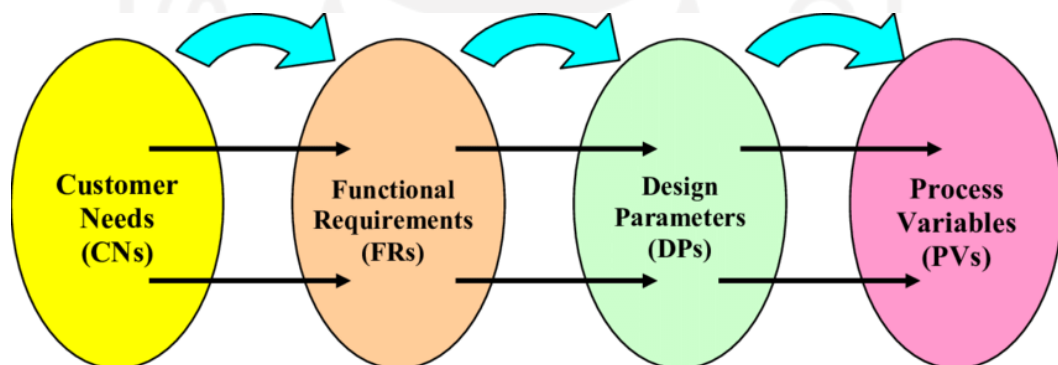 Customer
Needs
(CNs)
Functional
Requirements
(FRs)
Design
Parameters
(DPs)
Process
Variables
(PVs)